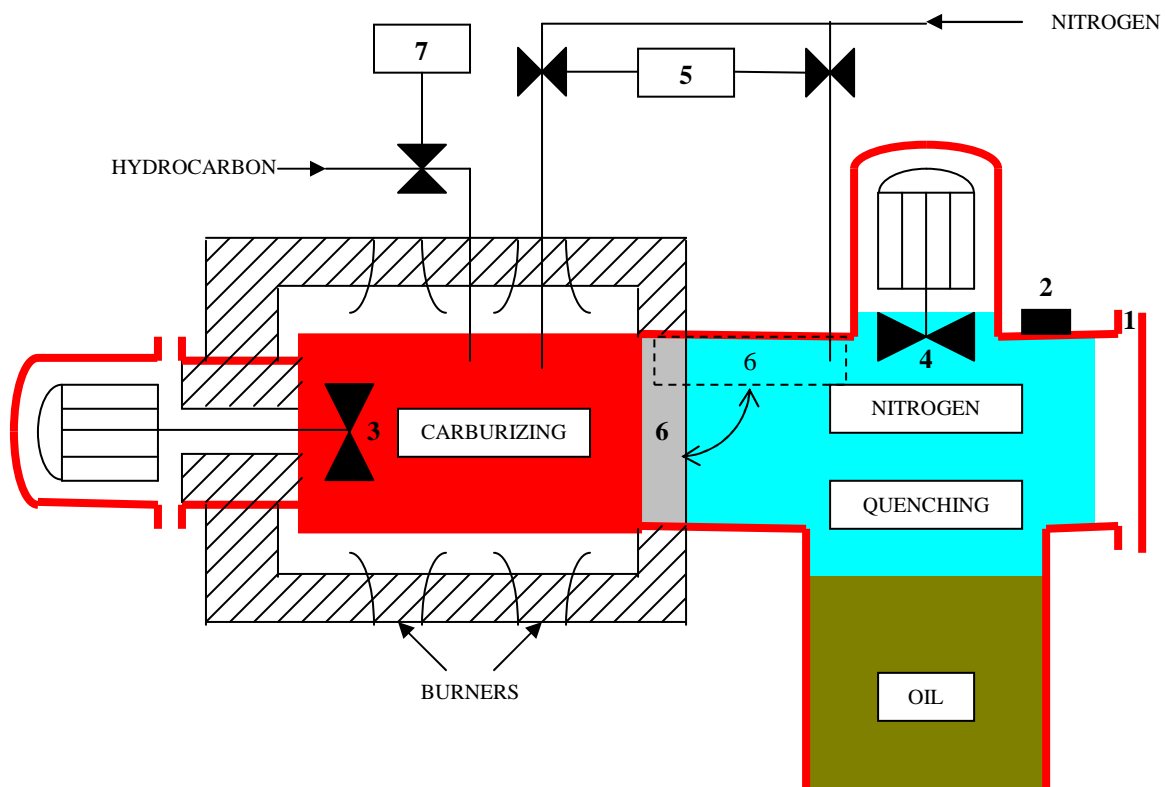 NITROGEN
7
5
HYDROCARBON
2
1
4
6
3
CARBURIZING
6
NITROGEN
QUENCHING
BURNERS
OIL